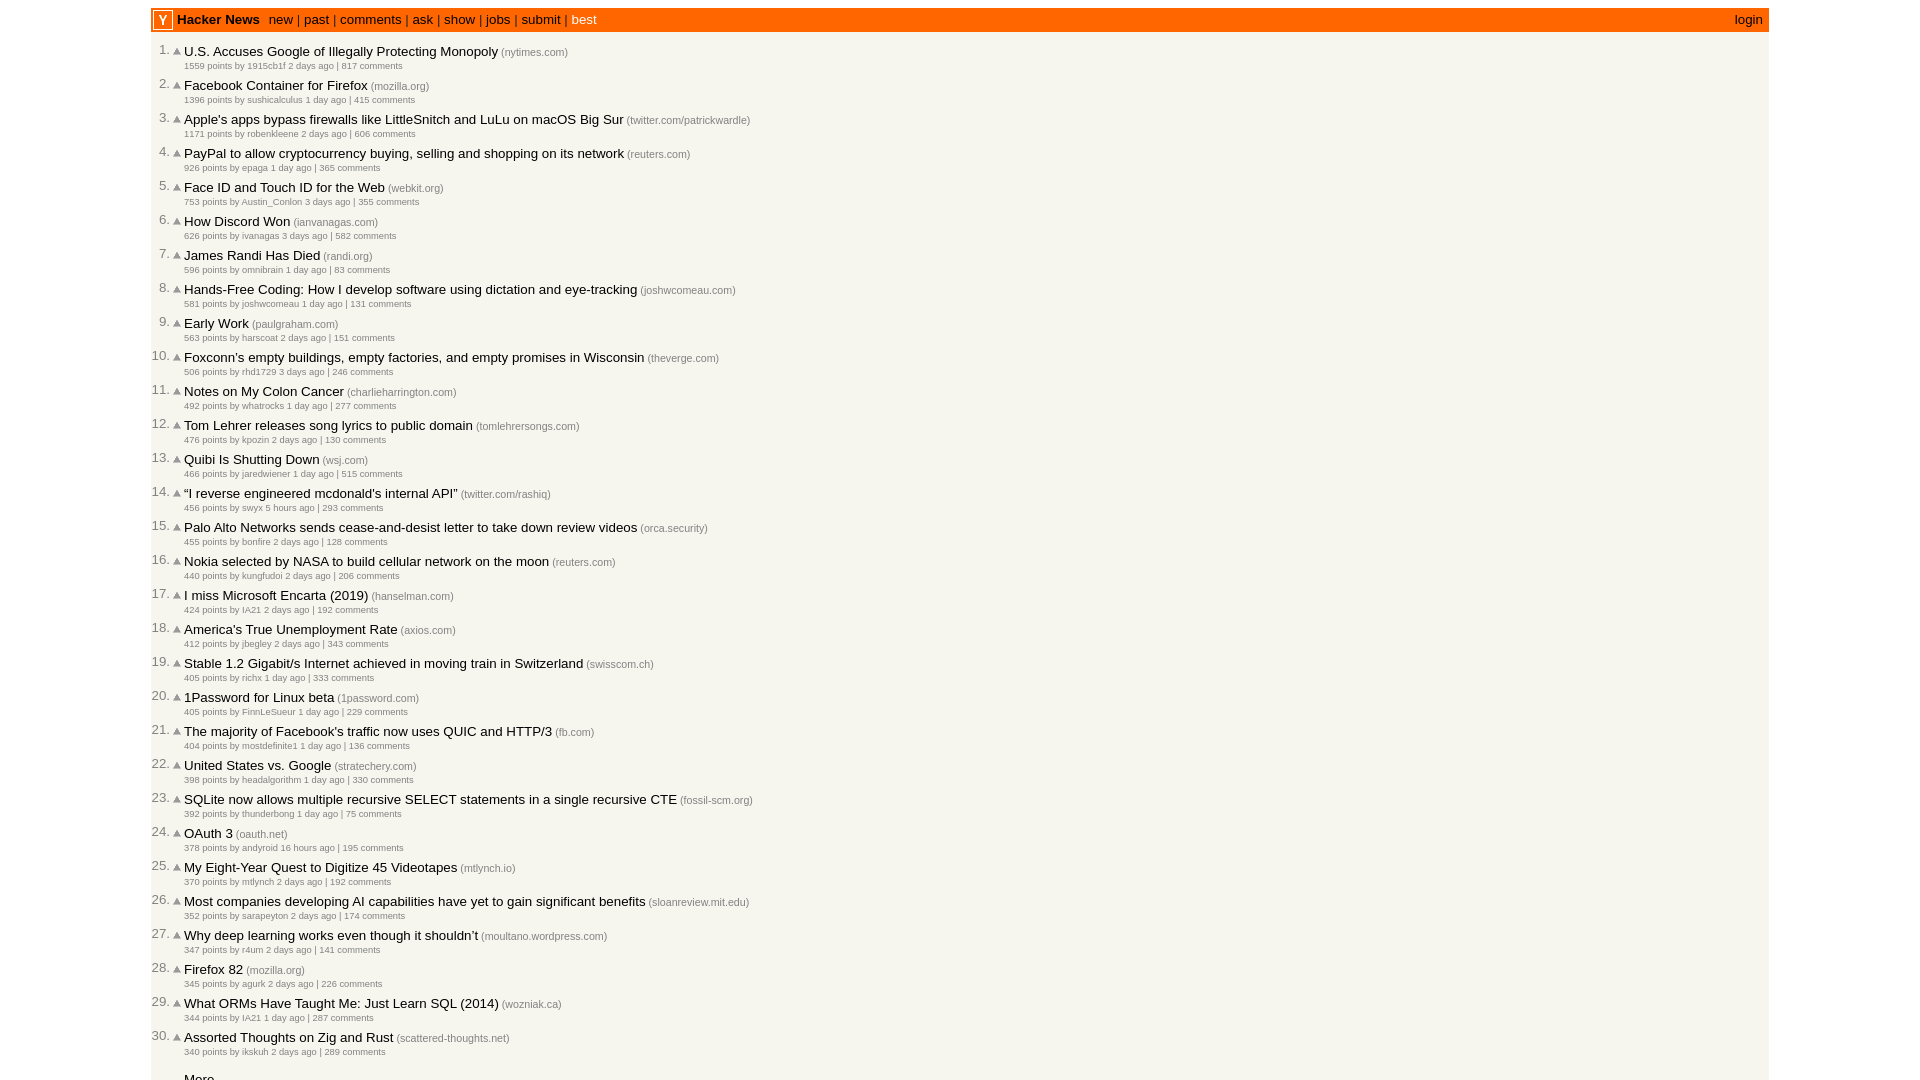 Y Hacker News new | past | comments | ask | show | jobs | submit | best login
1. U.S. Accuses Google of Illegally Protecting Monopoly (nytimes.com)
1559 points by 1915cb1f 2 days ago | 817 comments
2. Facebook Container for Firefox (mozilla.org)
1396 points by sushicalculus 1 day ago | 415 comments
3. Apple's apps bypass firewalls like LittleSnitch and LuLu on macOS Big Sur (twitter.com/patrickwardle)
1171 points by robenkleene 2 days ago | 606 comments
4. PayPal to allow cryptocurrency buying, selling and shopping on its network (reuters.com)
926 points by epaga 1 day ago | 365 comments
5. Face ID and Touch ID for the Web (webkit.org)
753 points by Austin_Conlon 3 days ago | 355 comments
6. How Discord Won (ianvanagas.com)
626 points by ivanagas 3 days ago | 582 comments
7. James Randi Has Died (randi.org)
596 points by omnibrain 1 day ago | 83 comments
8. Hands-Free Coding: How I develop software using dictation and eye-tracking (joshwcomeau.com)
581 points by joshwcomeau 1 day ago | 131 comments
9. Early Work (paulgraham.com)
563 points by harscoat 2 days ago | 151 comments
10. Foxconn’s empty buildings, empty factories, and empty promises in Wisconsin (theverge.com)
506 points by rhd1729 3 days ago | 246 comments
11. Notes on My Colon Cancer (charlieharrington.com)
492 points by whatrocks 1 day ago | 277 comments
12. Tom Lehrer releases song lyrics to public domain (tomlehrersongs.com)
476 points by kpozin 2 days ago | 130 comments
13. Quibi Is Shutting Down (wsj.com)
466 points by jaredwiener 1 day ago | 515 comments
14. “I reverse engineered mcdonald's internal API” (twitter.com/rashiq)
456 points by swyx 5 hours ago | 293 comments
15. Palo Alto Networks sends cease-and-desist letter to take down review videos (orca.security)
455 points by bonfire 2 days ago | 128 comments
16. Nokia selected by NASA to build cellular network on the moon (reuters.com)
440 points by kungfudoi 2 days ago | 206 comments
17. I miss Microsoft Encarta (2019) (hanselman.com)
424 points by IA21 2 days ago | 192 comments
18. America's True Unemployment Rate (axios.com)
412 points by jbegley 2 days ago | 343 comments
19. Stable 1.2 Gigabit/s Internet achieved in moving train in Switzerland (swisscom.ch)
405 points by richx 1 day ago | 333 comments
20. 1Password for Linux beta (1password.com)
405 points by FinnLeSueur 1 day ago | 229 comments
21. The majority of Facebook's traffic now uses QUIC and HTTP/3 (fb.com)
404 points by mostdefinite1 1 day ago | 136 comments
22. United States vs. Google (stratechery.com)
398 points by headalgorithm 1 day ago | 330 comments
23. SQLite now allows multiple recursive SELECT statements in a single recursive CTE (fossil-scm.org)
392 points by thunderbong 1 day ago | 75 comments
24. OAuth 3 (oauth.net)
378 points by andyroid 16 hours ago | 195 comments
25. My Eight-Year Quest to Digitize 45 Videotapes (mtlynch.io)
370 points by mtlynch 2 days ago | 192 comments
26. Most companies developing AI capabilities have yet to gain significant benefits (sloanreview.mit.edu)
352 points by sarapeyton 2 days ago | 174 comments
27. Why deep learning works even though it shouldn’t (moultano.wordpress.com)
347 points by r4um 2 days ago | 141 comments
28. Firefox 82 (mozilla.org)
345 points by agurk 2 days ago | 226 comments
29. What ORMs Have Taught Me: Just Learn SQL (2014) (wozniak.ca)
344 points by IA21 1 day ago | 287 comments
30. Assorted Thoughts on Zig and Rust (scattered-thoughts.net)
340 points by ikskuh 2 days ago | 289 comments
More